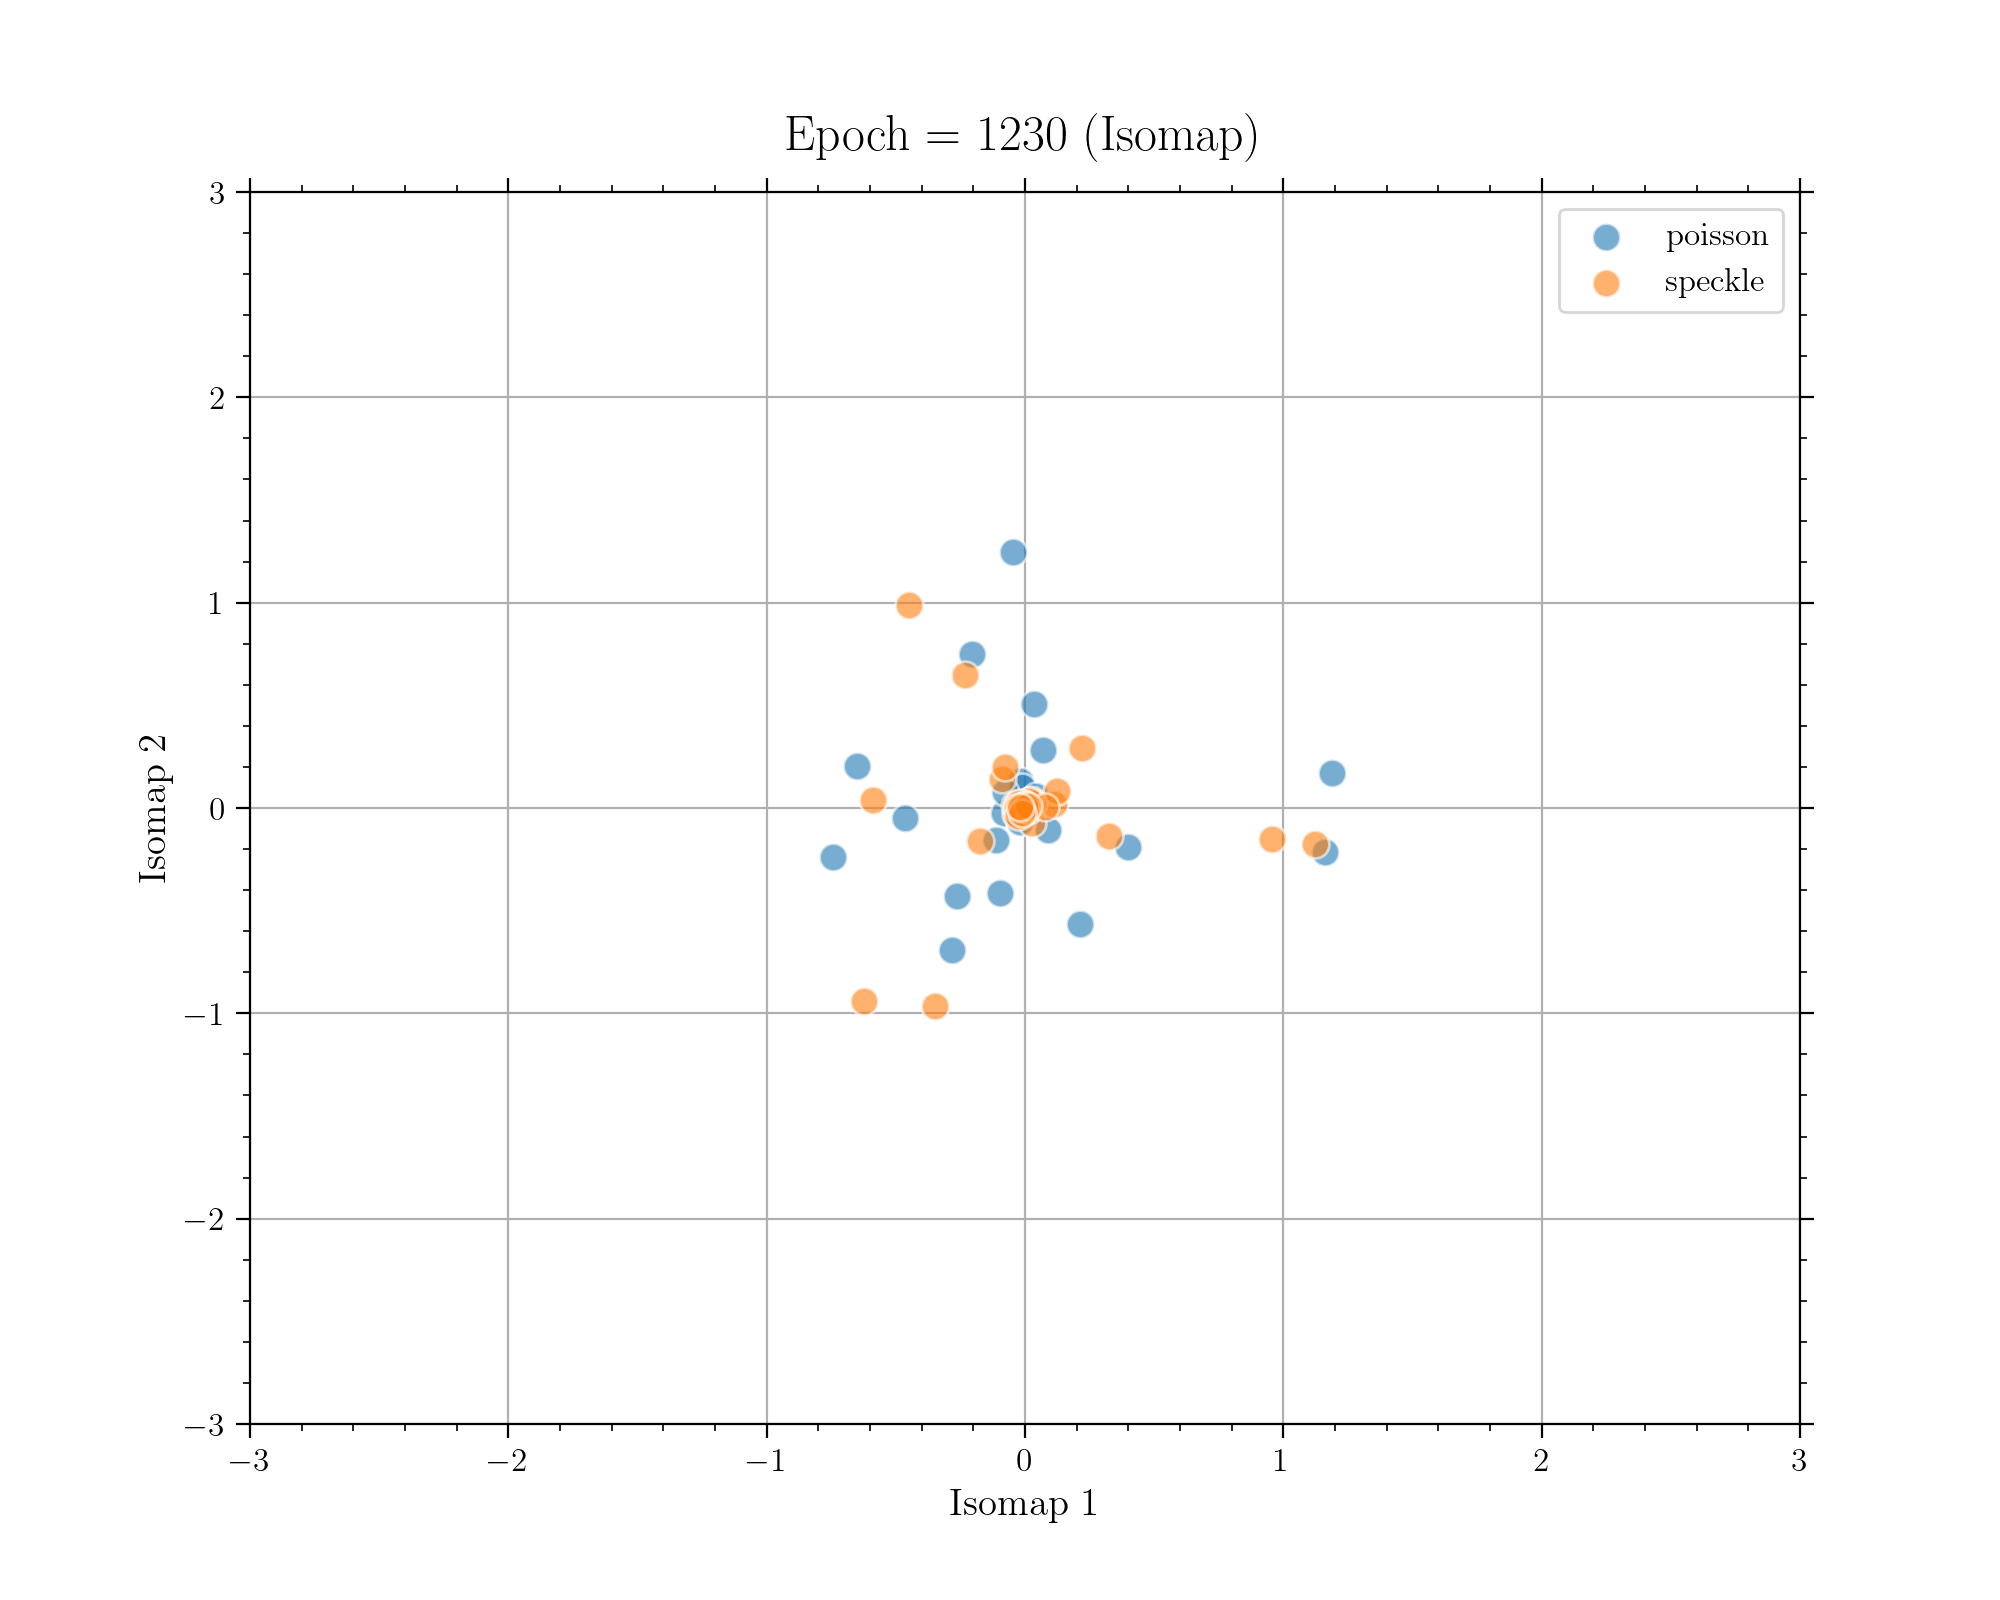 Epoch = 1230 (Isomap)
poisson
speckle
3
2
1
0
−1
−2
−3
Isomap 2
−3 −2 −1 0 1 2 3
Isomap 1